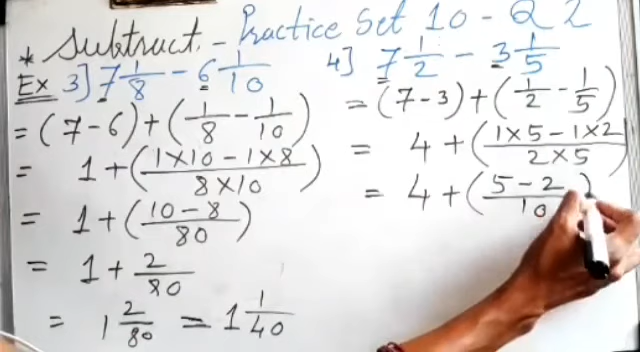 * Subtract. - Practice Set 10 - Q 2
Ex 3] 7 1/8 - 6 1/10
= (7-6) + (1/8 - 1/10)
= 1 + (1×10 - 1×8 / 8×10)
= 1 + (10-8 / 80)
= 1 + 2/80
= 1 2/80 = 1 1/40
4] 7 1/2 - 3 1/5
= (7-3) + (1/2 - 1/5)
= 4 + (1×5 - 1×2 / 2×5)
= 4 + (5-2 / 10)